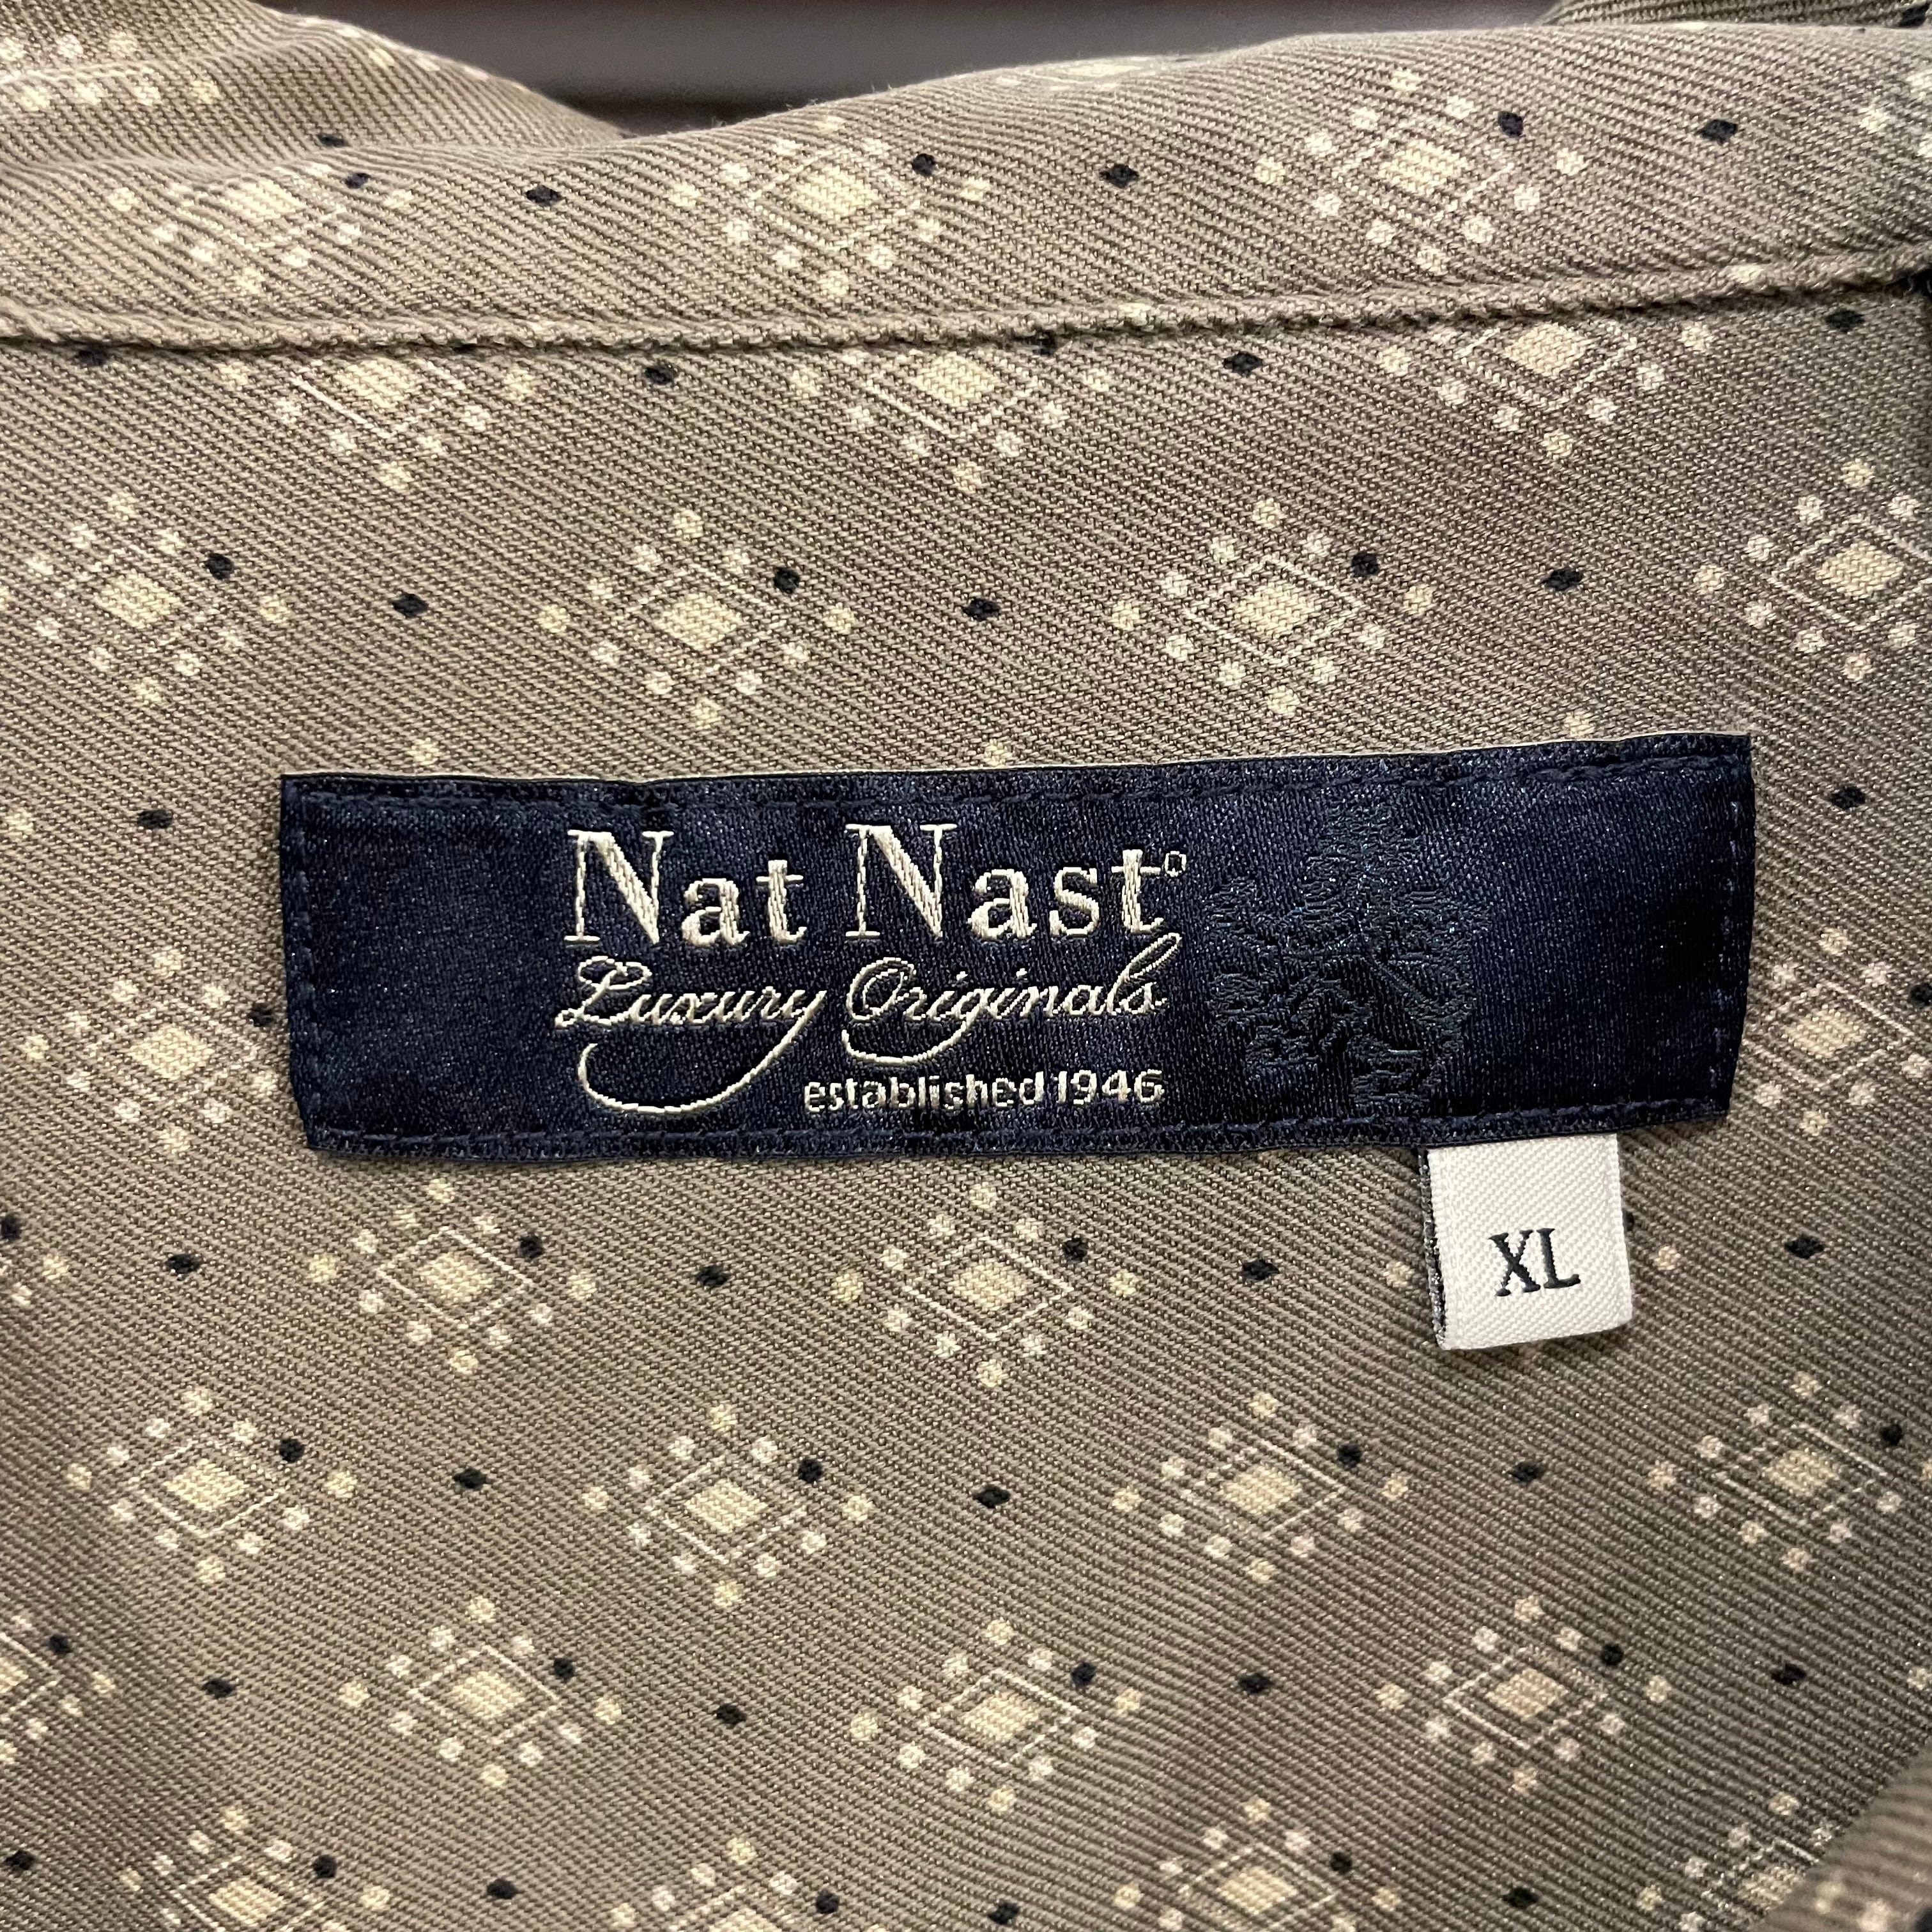 Nat Nast®
Luxury Originals
established 1946
XL